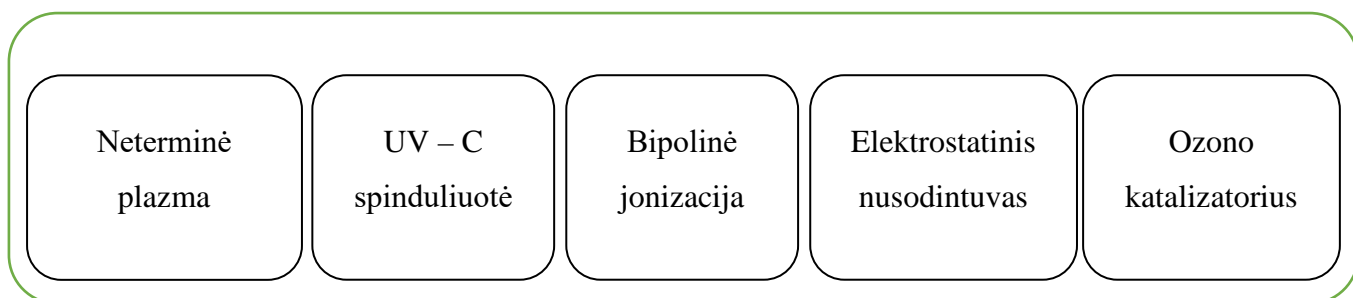 Neterminė
plazma
UV – C
spinduliuotė
Bipolinė
jonizacija
Elektrostatinis
nusodintuvas
Ozono
katalizatorius